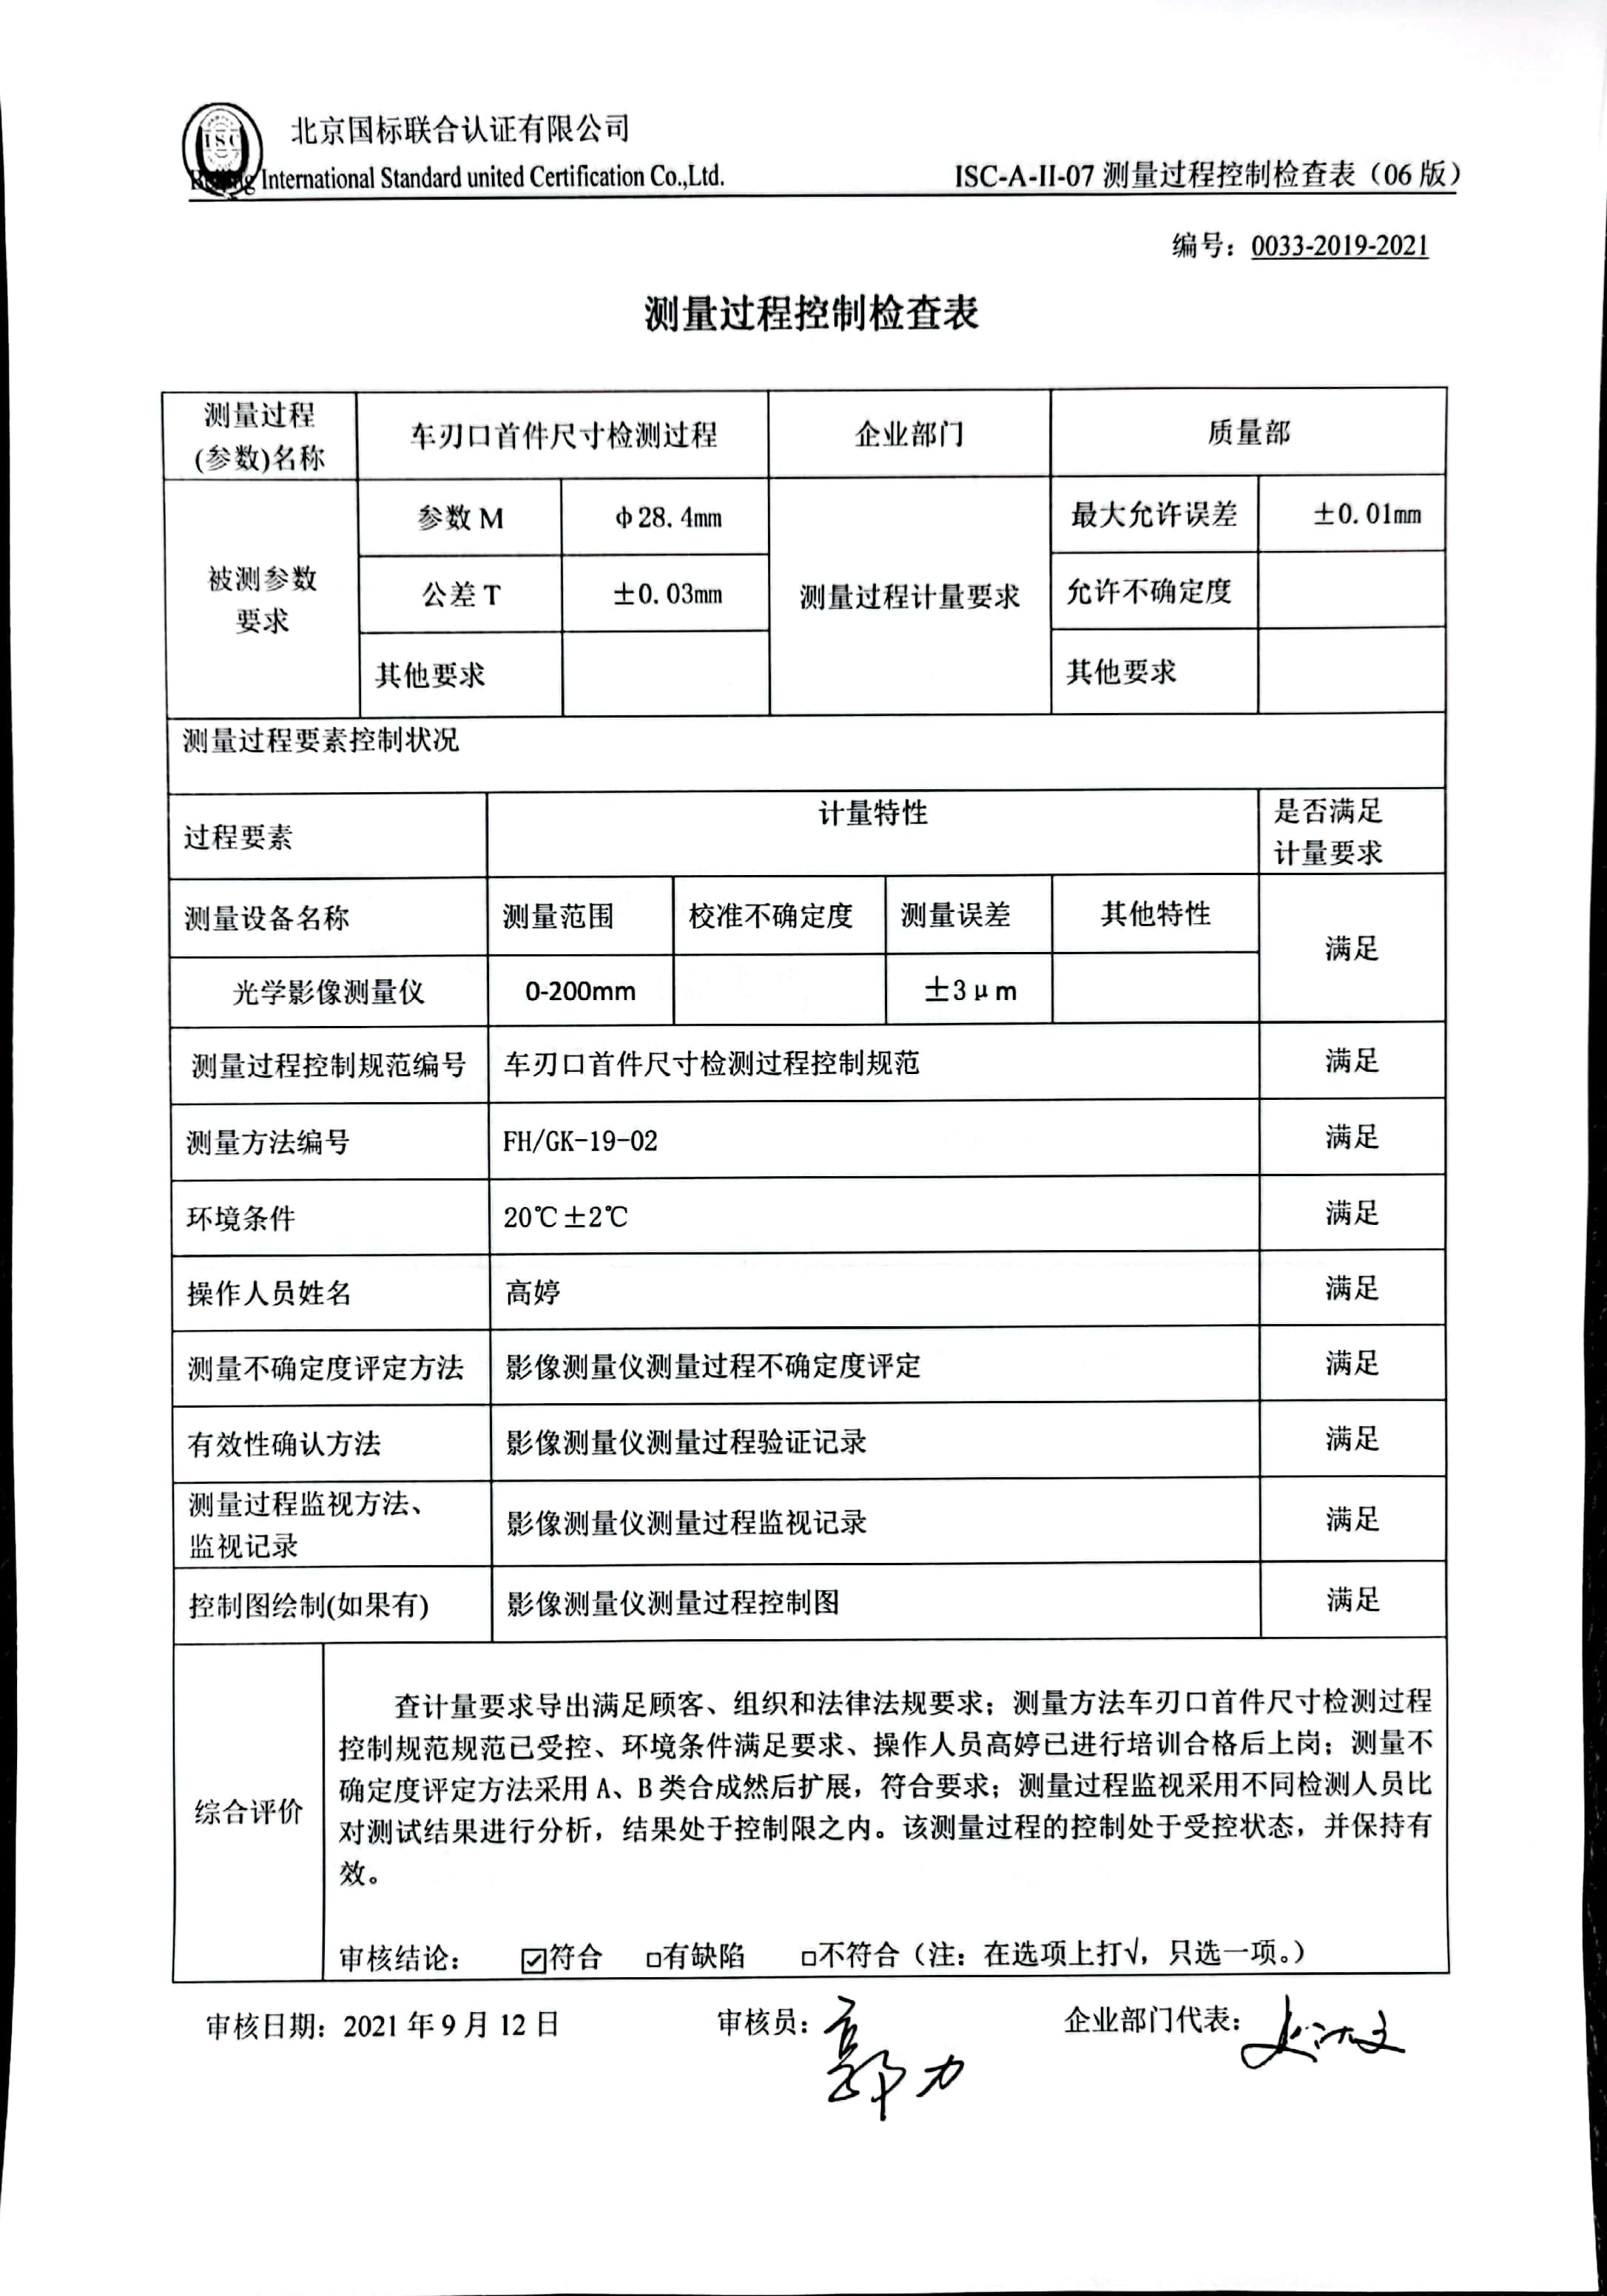 北京国标联合认证有限公司
Beijing International Standard united Certification Co.,Ltd. ISC-A-II-07 测量过程控制检查表（06 版）
ISC
编号：0033-2019-2021
测量过程控制检查表
测量过程(参数)名称 车刃口首件尺寸检测过程 企业部门 质量部
被测参数要求 参数 M φ28.4mm 测量过程计量要求 最大允许误差 ±0.01mm
公差 T ±0.03mm 允许不确定度
其他要求 其他要求
测量过程要素控制状况
过程要素 计量特性 是否满足计量要求
测量设备名称 测量范围 校准不确定度 测量误差 其他特性 满足
光学影像测量仪 0-200mm ±3μm
测量过程控制规范编号 车刃口首件尺寸检测过程控制规范 满足
测量方法编号 FH/GK-19-02 满足
环境条件 20℃±2℃ 满足
操作人员姓名 高婷 满足
测量不确定度评定方法 影像测量仪测量过程不确定度评定 满足
有效性确认方法 影像测量仪测量过程验证记录 满足
测量过程监视方法、监视记录 影像测量仪测量过程监视记录 满足
控制图绘制(如果有) 影像测量仪测量过程控制图 满足
综合评价
查计量要求导出满足顾客、组织和法律法规要求；测量方法车刃口首件尺寸检测过程
控制规范规范已受控、环境条件满足要求、操作人员高婷已进行培训合格后上岗；测量不
确定度评定方法采用 A、B 类合成然后扩展，符合要求；测量过程监视采用不同检测人员比
对测试结果进行分析，结果处于控制限之内。该测量过程的控制处于受控状态，并保持有
效。
审核结论： ☑符合 □有缺陷 □不符合（注：在选项上打√，只选一项。）
审核日期：2021 年 9 月 12 日 审核员： 郭力 企业部门代表：